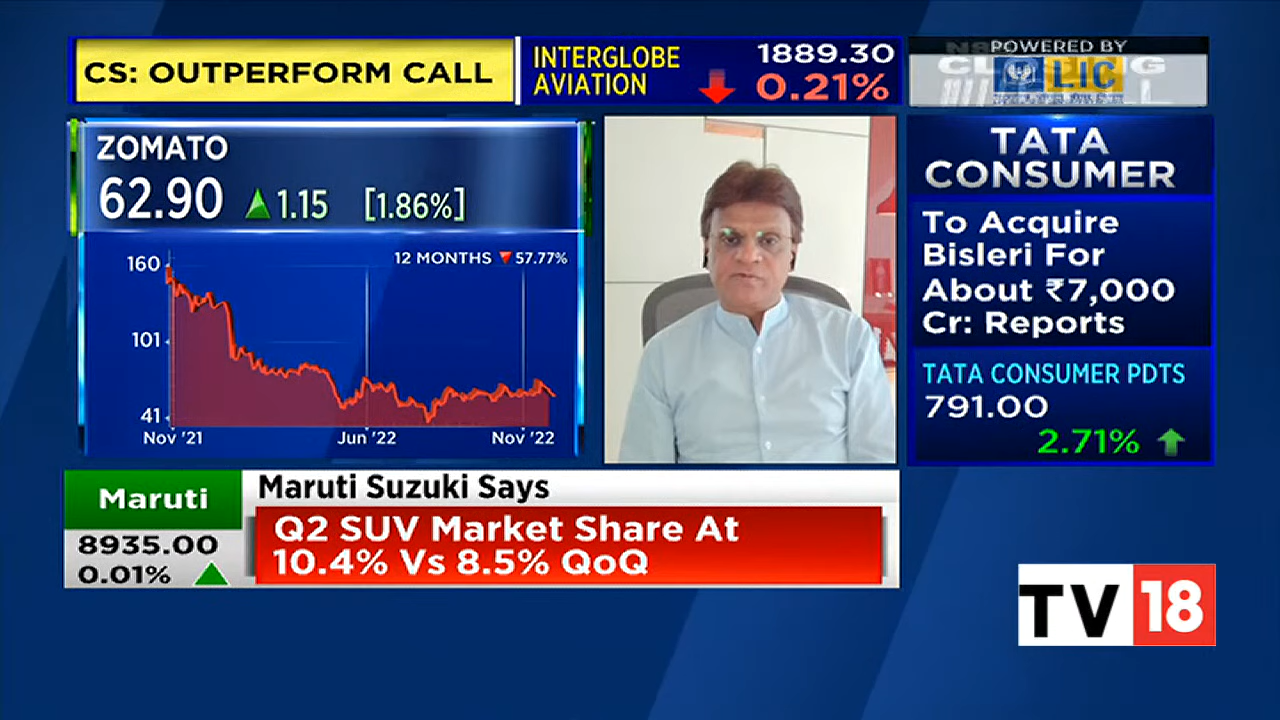 CS: OUTPERFORM CALL
INTERGLOBE
AVIATION
1889.30
0.21%
POWERED BY
LIC
ZOMATO
62.90 1.15 [1.86%]
12 MONTHS 57.77%
160
101
41
Nov '21 Jun '22 Nov '22
TATA
CONSUMER
To Acquire
Bisleri For
About ₹7,000
Cr: Reports
TATA CONSUMER PDTS
791.00
2.71%
Maruti
8935.00
0.01%
Maruti Suzuki Says
Q2 SUV Market Share At
10.4% Vs 8.5% QoQ
TV18